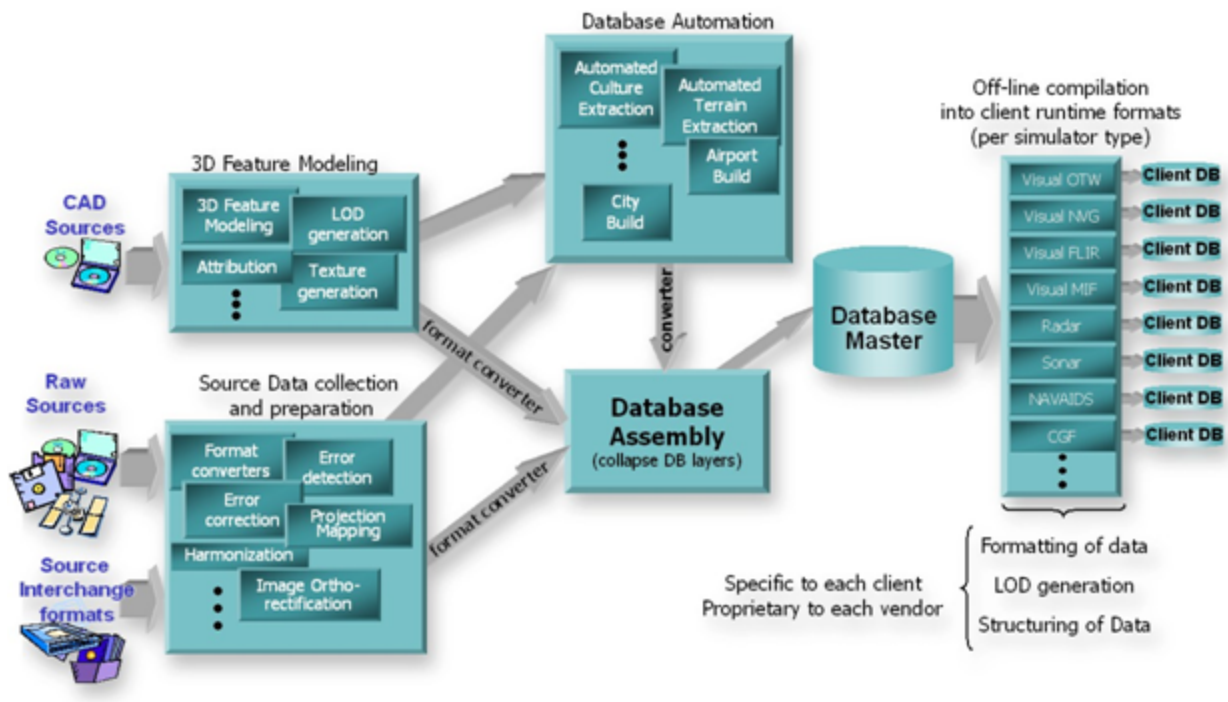 Database Automation
Automated
Culture
Extraction
Automated
Terrain
Extraction
Airport
Build
City
Build
3D Feature Modeling
3D Feature
Modeling
LOD
generation
Attribution
Texture
generation
CAD
Sources
Raw
Sources
Source
Interchange
formats
Source Data collection
and preparation
Format
converters
Error
detection
Error
correction
Projection
Mapping
Harmonization
Image Ortho-
rectification
format converter
format converter
converter
Database
Assembly
(collapse DB layers)
Database
Master
Off-line compilation
into client runtime formats
(per simulator type)
Visual OTW
Client DB
Visual NVG
Client DB
Visual FLIR
Client DB
Visual MIF
Client DB
Radar
Client DB
Sonar
Client DB
NAVAIDS
Client DB
CGF
Client DB
Specific to each client
Proprietary to each vendor
Formatting of data
LOD generation
Structuring of Data